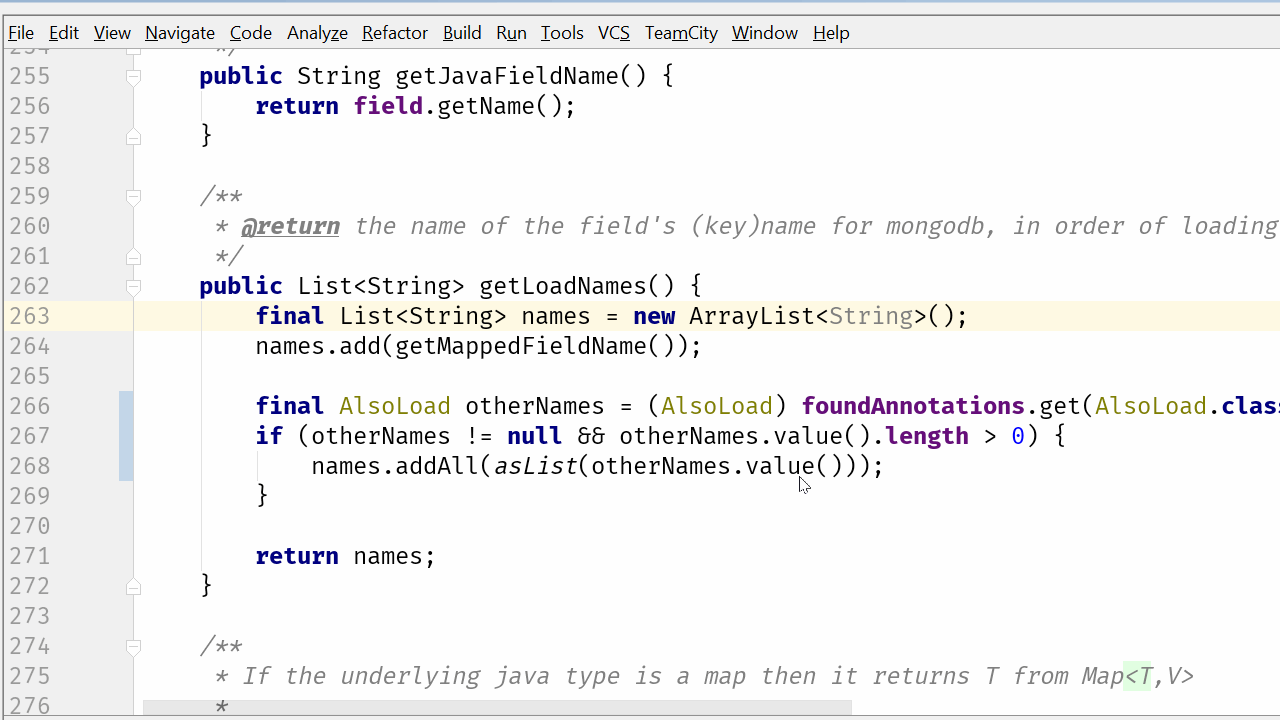 File Edit View Navigate Code Analyze Refactor Build Run Tools VCS TeamCity Window Help
254 */
255 public String getJavaFieldName() {
256 return field.getName();
257 }
258
259 /**
260 * @return the name of the field's (key)name for mongodb, in order of loading
261 */
262 public List<String> getLoadNames() {
263 final List<String> names = new ArrayList<String>();
264 names.add(getMappedFieldName());
265
266 final AlsoLoad otherNames = (AlsoLoad) foundAnnotations.get(AlsoLoad.class
267 if (otherNames != null && otherNames.value().length > 0) {
268 names.addAll(asList(otherNames.value()));
269 }
270
271 return names;
272 }
273
274 /**
275 * If the underlying java type is a map then it returns T from Map<T,V>
276 *